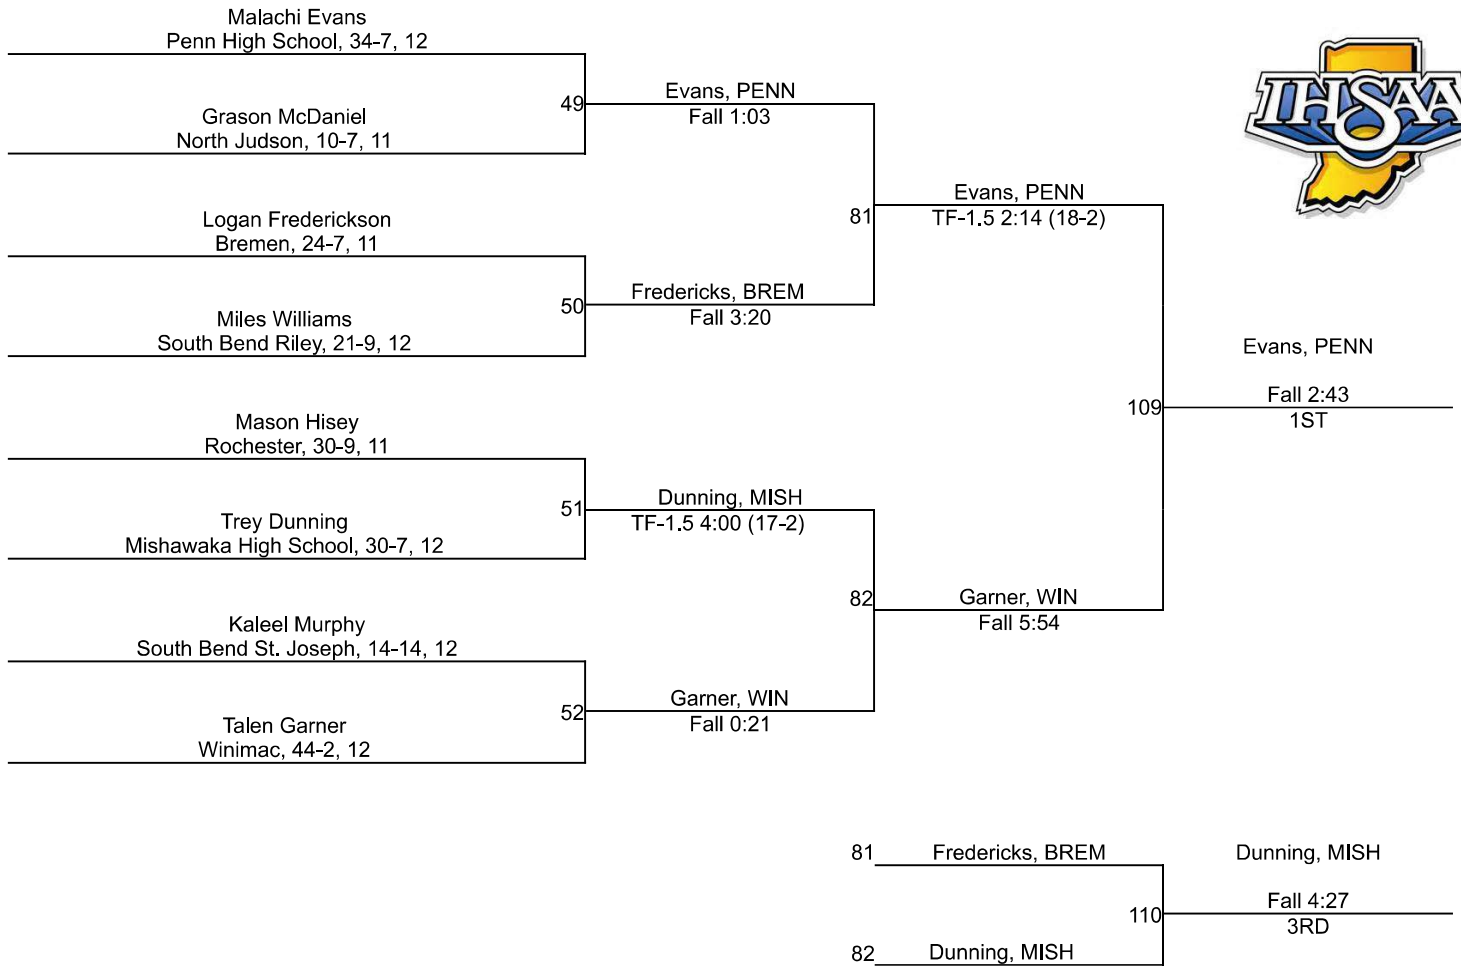 Malachi Evans
Penn High School, 34-7, 12
Grason McDaniel
North Judson, 10-7, 11
Logan Frederickson
Bremen, 24-7, 11
Miles Williams
South Bend Riley, 21-9, 12
Mason Hisey
Rochester, 30-9, 11
Trey Dunning
Mishawaka High School, 30-7, 12
Kaleel Murphy
South Bend St. Joseph, 14-14, 12
Talen Garner
Winimac, 44-2, 12
49
Evans, PENN
Fall 1:03
50
Fredericks, BREM
Fall 3:20
51
Dunning, MISH
TF-1.5 4:00 (17-2)
52
Garner, WIN
Fall 0:21
81
Evans, PENN
TF-1.5 2:14 (18-2)
82
Garner, WIN
Fall 5:54
IHSAA
109
Evans, PENN
Fall 2:43
1ST
81
Fredericks, BREM
82
Dunning, MISH
110
Dunning, MISH
Fall 4:27
3RD